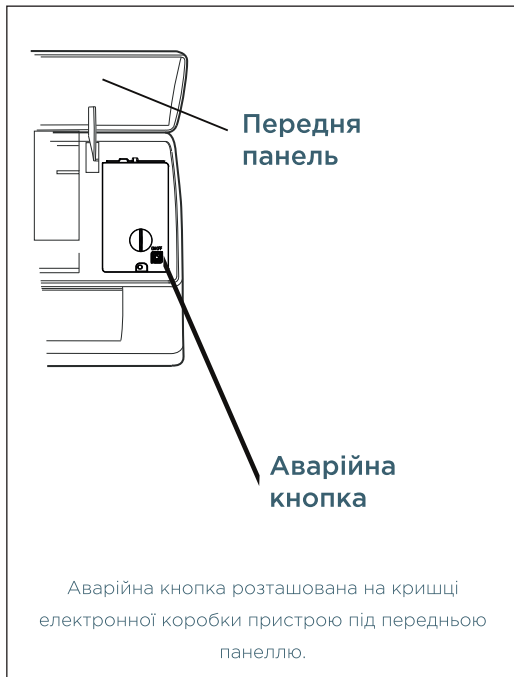 Передня
панель
Аварійна
кнопка
Аварійна кнопка розташована на кришці
електронної коробки пристрою під передньою
панеллю.